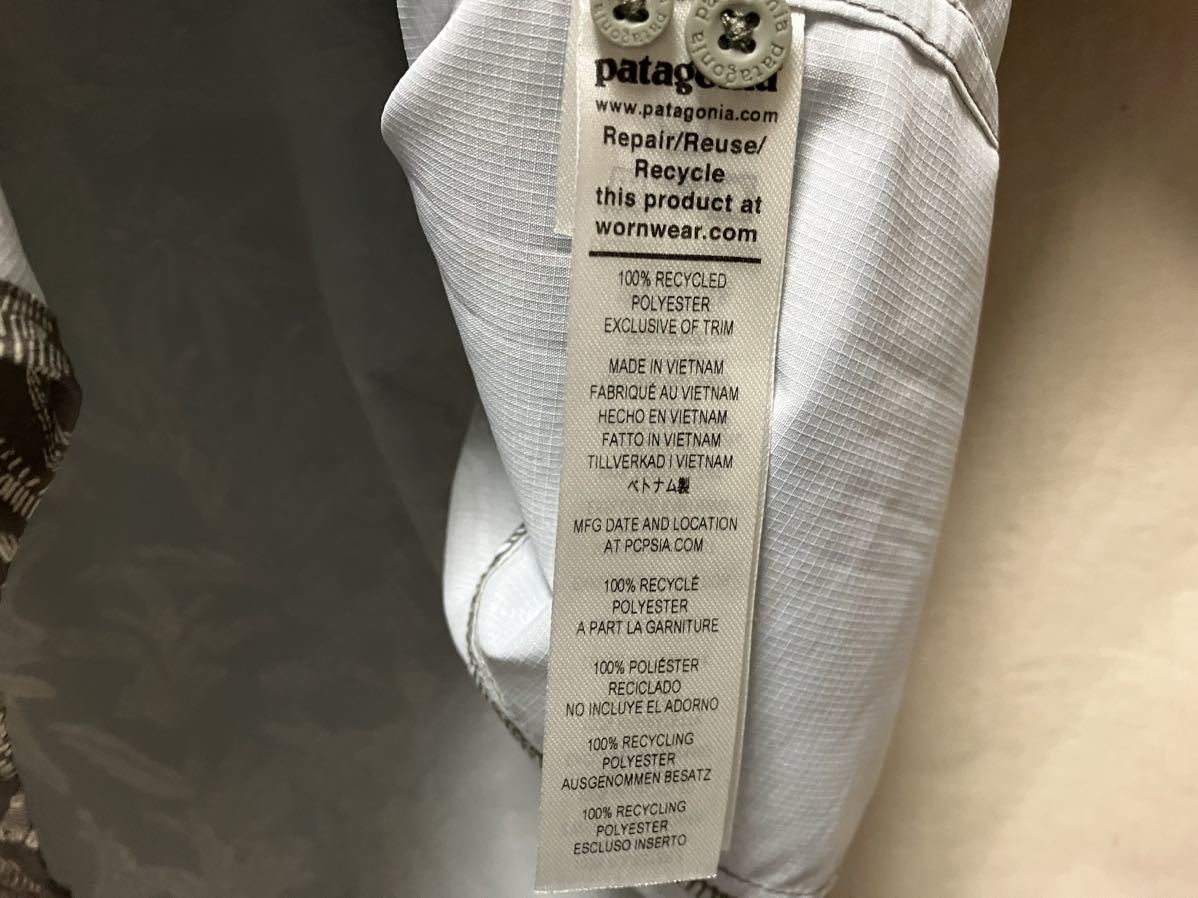 patagonia
patagonia patagonia
patagonia
www.patagonia.com
Repair/Reuse/
Recycle
this product at
wornwear.com
100% RECYCLED
POLYESTER
EXCLUSIVE OF TRIM
MADE IN VIETNAM
FABRIQUÉ AU VIETNAM
HECHO EN VIETNAM
FATTO IN VIETNAM
TILLVERKAD I VIETNAM
ベトナム製
MFG DATE AND LOCATION
AT PCPSIA.COM
100% RECYCLÉ
POLYESTER
A PART LA GARNITURE
100% POLIÉSTER
RECICLADO
NO INCLUYE EL ADORNO
100% RECYCLING
POLYESTER
AUSGENOMMEN BESATZ
100% RECYCLING
POLYESTER
ESCLUSO INSERTO